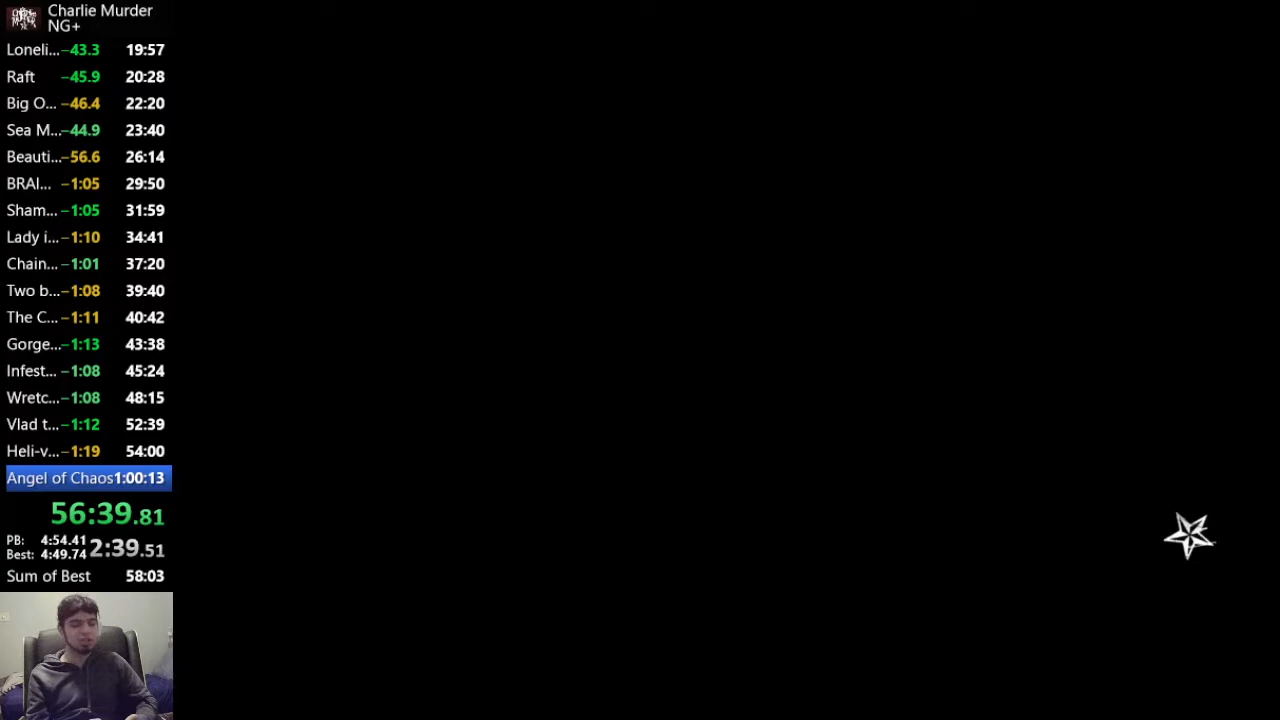 Charlie Murder
NG+
Loneli... −43.3 19:57
Raft −45.9 20:28
Big O... −46.4 22:20
Sea M... −44.9 23:40
Beauti... −56.6 26:14
BRAI... −1:05 29:50
Sham... −1:05 31:59
Lady i... −1:10 34:41
Chain... −1:01 37:20
Two b... −1:08 39:40
The C... −1:11 40:42
Gorge... −1:13 43:38
Infest... −1:08 45:24
Wretc... −1:08 48:15
Vlad t... −1:12 52:39
Heli-v... −1:19 54:00
Angel of Chaos 1:00:13
56:39.81
PB: 4:54.41
Best: 4:49.74 2:39.51
Sum of Best 58:03